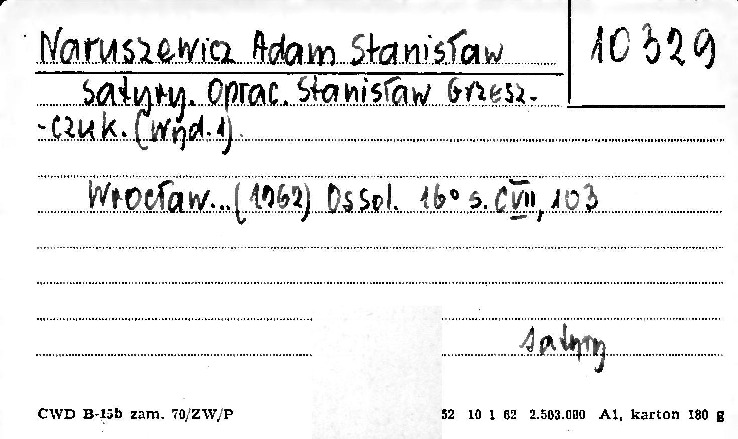 Naruszewicz Adam Stanisław 10329
Satyry. Oprac. Stanisław Grzesz-
-czuk. (Wyd. 1).
Wrocław... (1962) Ossol. 16° s. CVII, 103
satyry
CWD B-15b zam. 70/ZW/P 52 10 1 62 2.503.000 A1, karton 180 g